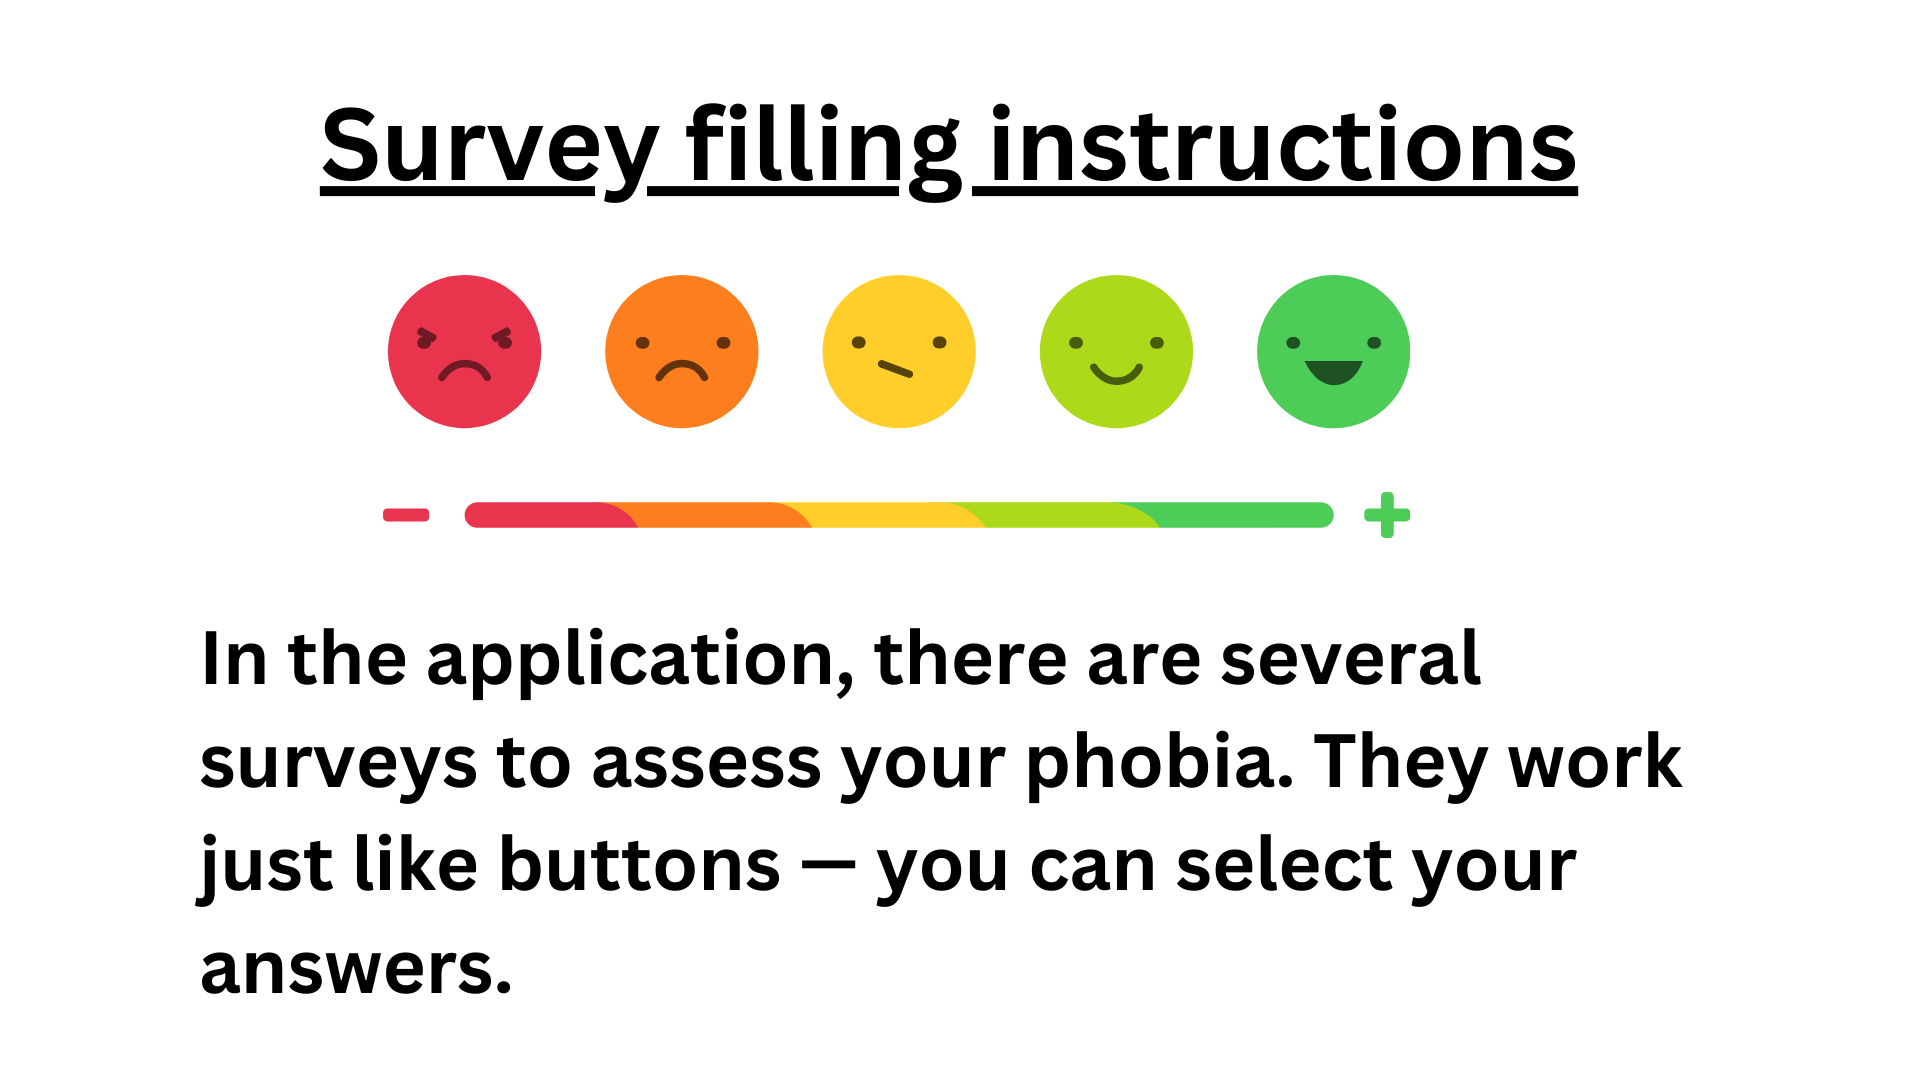 Survey filling instructions
In the application, there are several
surveys to assess your phobia. They work
just like buttons — you can select your
answers.